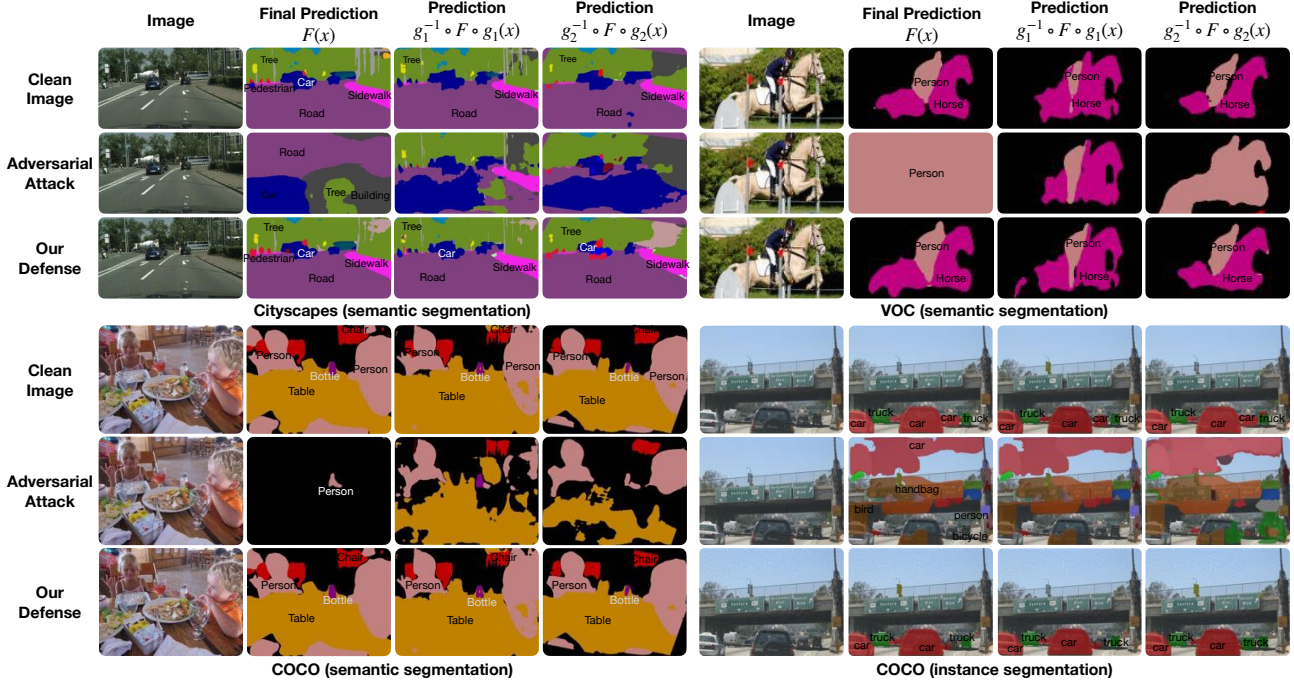 Image
Final Prediction
F(x)
Prediction
g₁⁻¹ ∘ F ∘ g₁(x)
Prediction
g₂⁻¹ ∘ F ∘ g₂(x)
Image
Final Prediction
F(x)
Prediction
g₁⁻¹ ∘ F ∘ g₁(x)
Prediction
g₂⁻¹ ∘ F ∘ g₂(x)
Clean
Image
Tree
Car
Pedestrian
Sidewalk
Road
Tree
Sidewalk
Road
Tree
Sidewalk
Road
Person
Horse
Person
Horse
Person
Horse
Adversarial
Attack
Road
Car
Tree
Building
Person
Our
Defense
Tree
Pedestrian
Car
Sidewalk
Road
Tree
Car
Sidewalk
Road
Car
Sidewalk
Road
Person
Horse
Person
Horse
Person
Horse
Cityscapes (semantic segmentation)
VOC (semantic segmentation)
Clean
Image
Chair
Person
Person
Bottle
Table
Chair
Person
Person
Bottle
Table
Chair
Person
Person
Bottle
Table
truck
car
car
car
truck
truck
car
car
car
truck
truck
car
car
car
truck
Adversarial
Attack
Person
car
handbag
bird
person
bicycle
Our
Defense
Chair
Person
Bottle
Table
Chair
Person
Bottle
Table
Chair
Person
Bottle
Table
truck
car
car
truck
car
car
truck
car
car
COCO (semantic segmentation)
COCO (instance segmentation)